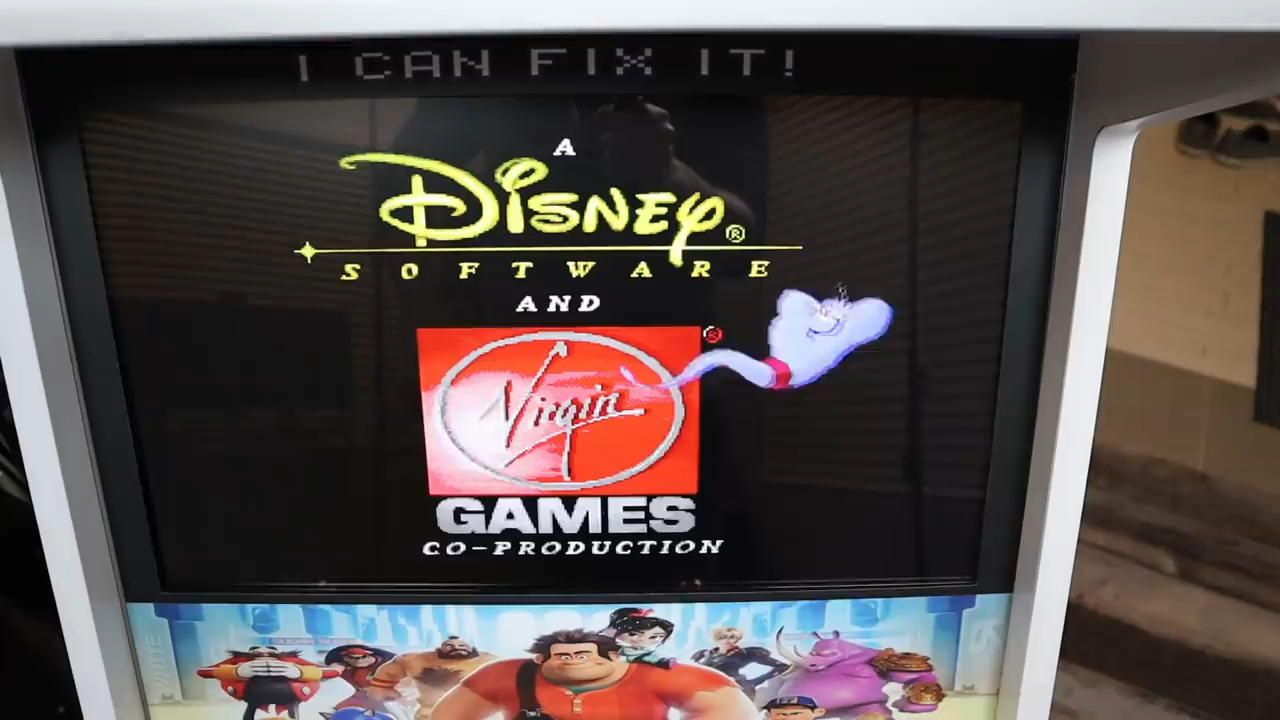 I CAN FIX IT!
A
DISNEY®
SOFTWARE
AND
Virgin®
GAMES
CO-PRODUCTION